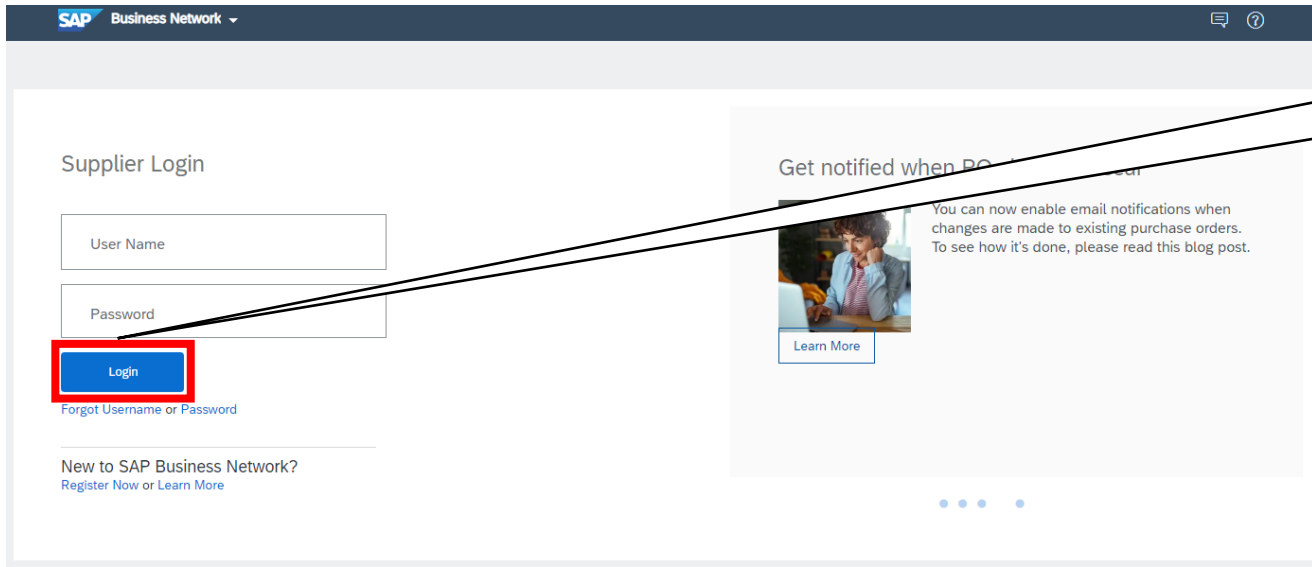 SAP Business Network
Supplier Login
User Name
Password
Login
Forgot Username or Password
New to SAP Business Network?
Register Now or Learn More
Get notified when
You can now enable email notifications when
changes are made to existing purchase orders.
To see how it's done, please read this blog post.
Learn More